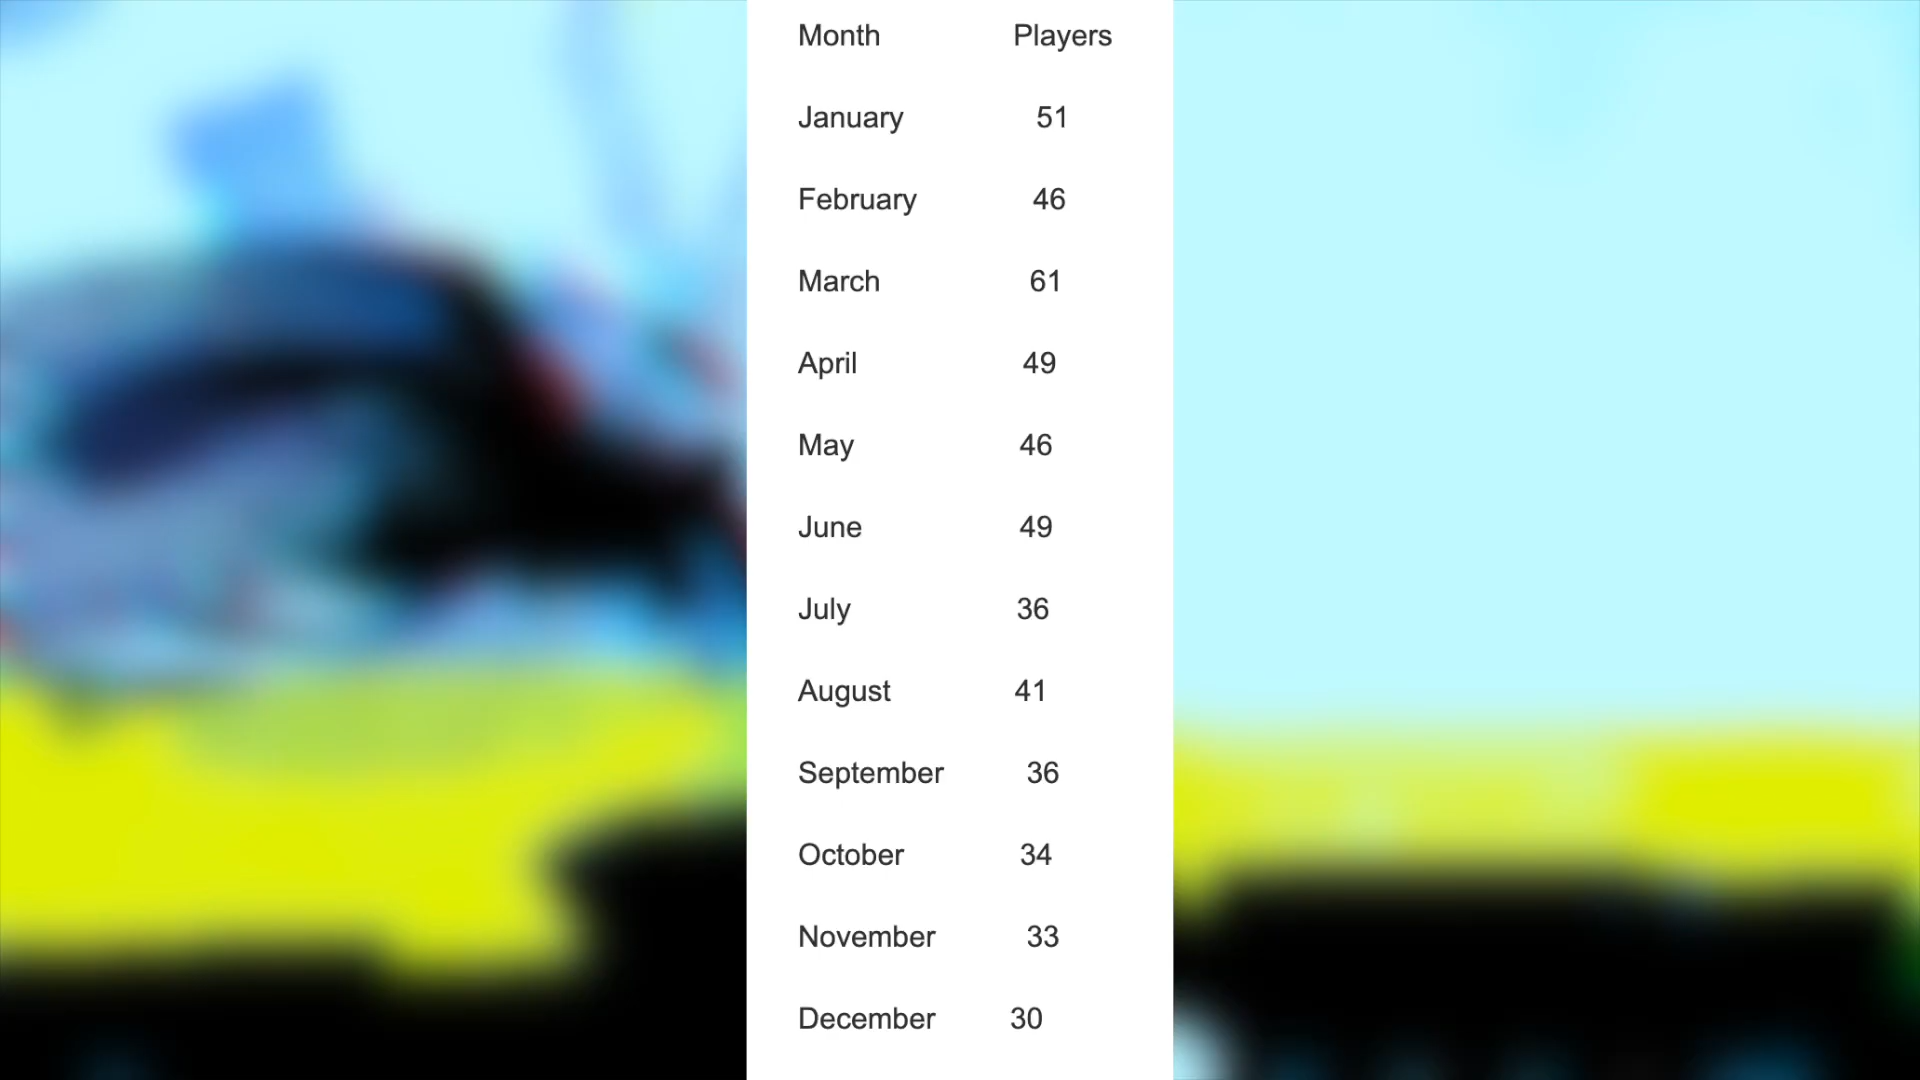 Month Players
January 51
February 46
March 61
April 49
May 46
June 49
July 36
August 41
September 36
October 34
November 33
December 30